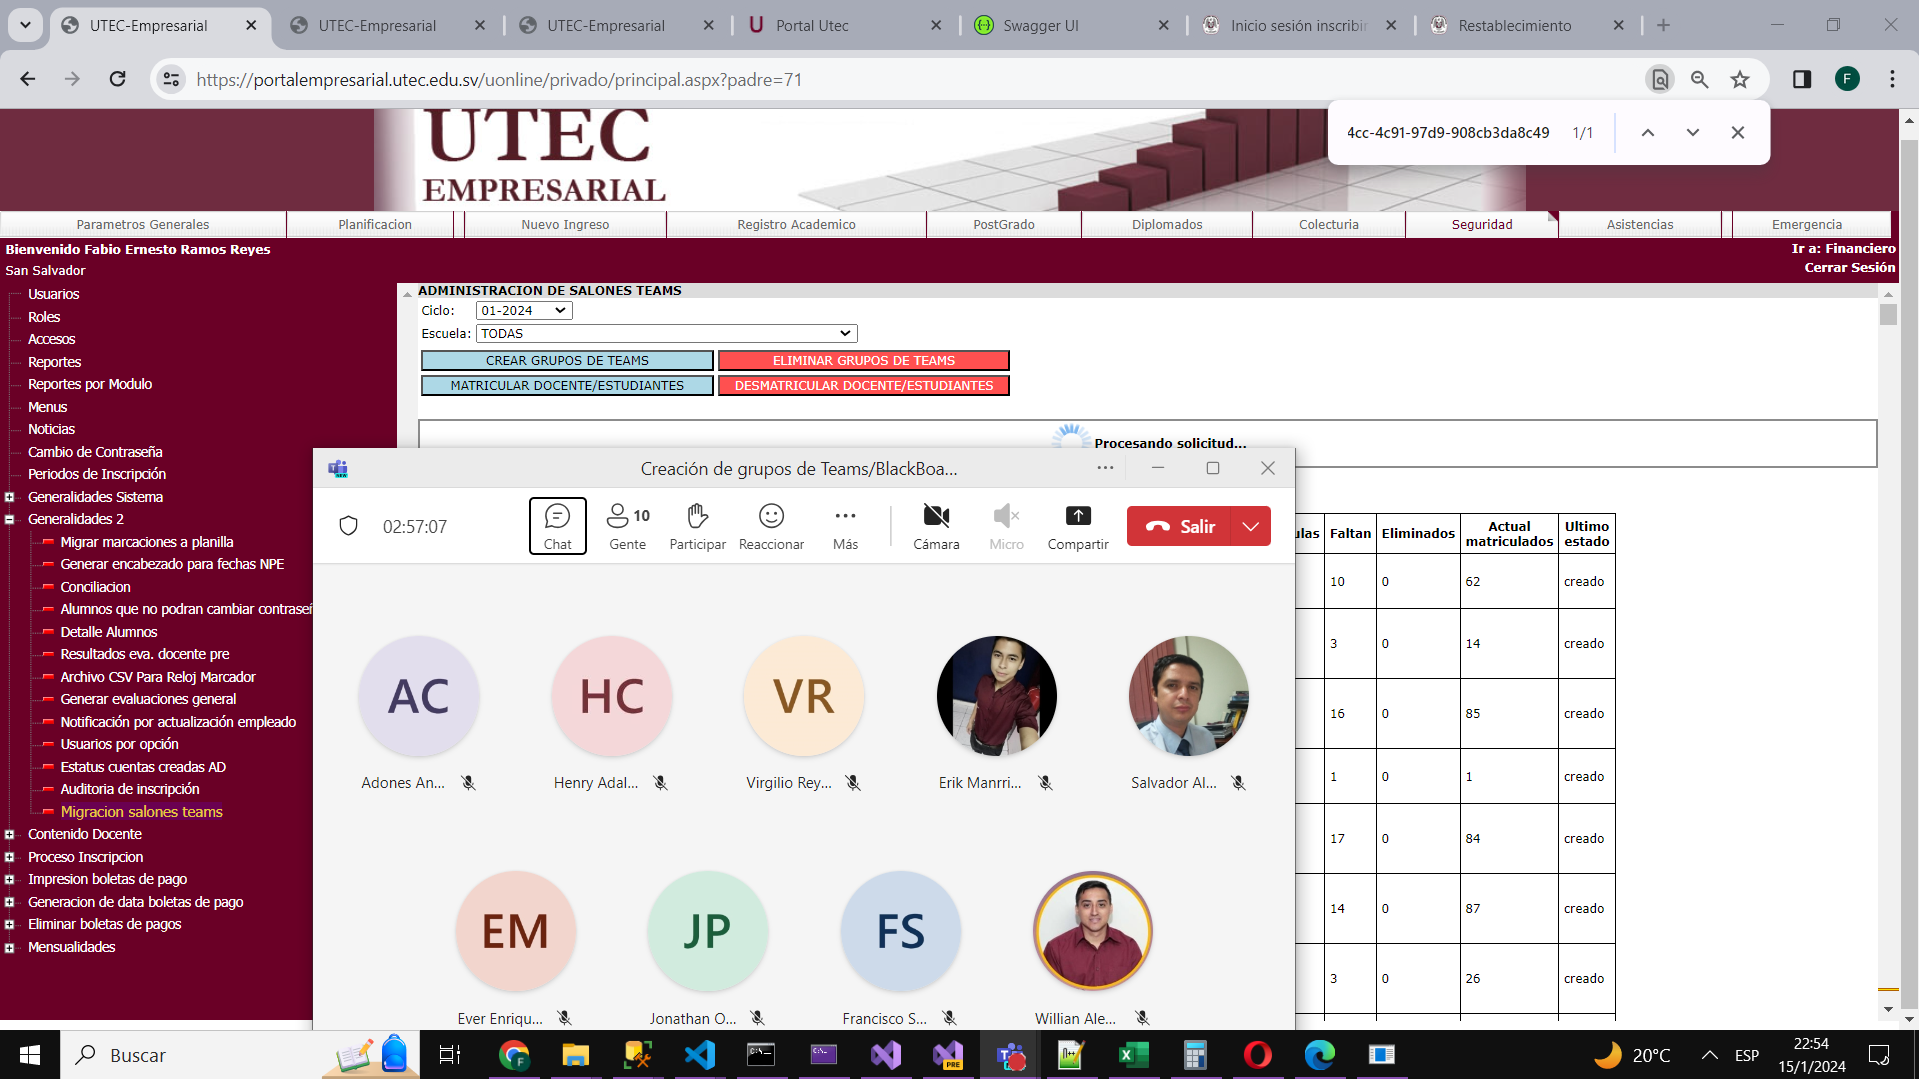 UTEC-Empresarial
UTEC-Empresarial
UTEC-Empresarial
Portal Utec
Swagger UI
Inicio sesión inscribir
Restablecimiento
https://portalempresarial.utec.edu.sv/uonline/privado/principal.aspx?padre=71
F
4cc-4c91-97d9-908cb3da8c49 1/1
UTEC
EMPRESARIAL
Parametros Generales
Planificacion
Nuevo Ingreso
Registro Academico
PostGrado
Diplomados
Colecturia
Seguridad
Asistencias
Emergencia
Bienvenido Fabio Ernesto Ramos Reyes
Ir a: Financiero
San Salvador
Cerrar Sesión
Usuarios
Roles
Accesos
Reportes
Reportes por Modulo
Menus
Noticias
Cambio de Contraseña
Periodos de Inscripción
Generalidades Sistema
Generalidades 2
Migrar marcaciones a planilla
Generar encabezado para fechas NPE
Conciliacion
Alumnos que no podran cambiar contraseñ
Detalle Alumnos
Resultados eva. docente pre
Archivo CSV Para Reloj Marcador
Generar evaluaciones general
Notificación por actualización empleado
Usuarios por opción
Estatus cuentas creadas AD
Auditoria de inscripción
Migracion salones teams
Contenido Docente
Proceso Inscripcion
Impresion boletas de pago
Generacion de data boletas de pago
Eliminar boletas de pagos
Mensualidades
ADMINISTRACION DE SALONES TEAMS
Ciclo: 01-2024
Escuela: TODAS
CREAR GRUPOS DE TEAMS
ELIMINAR GRUPOS DE TEAMS
MATRICULAR DOCENTE/ESTUDIANTES
DESMATRICULAR DOCENTE/ESTUDIANTES
Procesando solicitud...
Creación de grupos de Teams/BlackBoa...
02:57:07
Chat
10
Gente
Participar
Reaccionar
Más
Cámara
Micro
Compartir
Salir
AC
HC
VR
Adones An...
Henry Adal...
Virgilio Rey...
Erik Manrri...
Salvador Al...
EM
JP
FS
Ever Enriqu...
Jonathan O...
Francisco S...
Willian Ale...
ulas Faltan Eliminados Actual matriculados Ultimo estado
10 0 62 creado
3 0 14 creado
16 0 85 creado
1 0 1 creado
17 0 84 creado
14 0 87 creado
3 0 26 creado
Buscar
20°C
ESP
22:54
15/1/2024